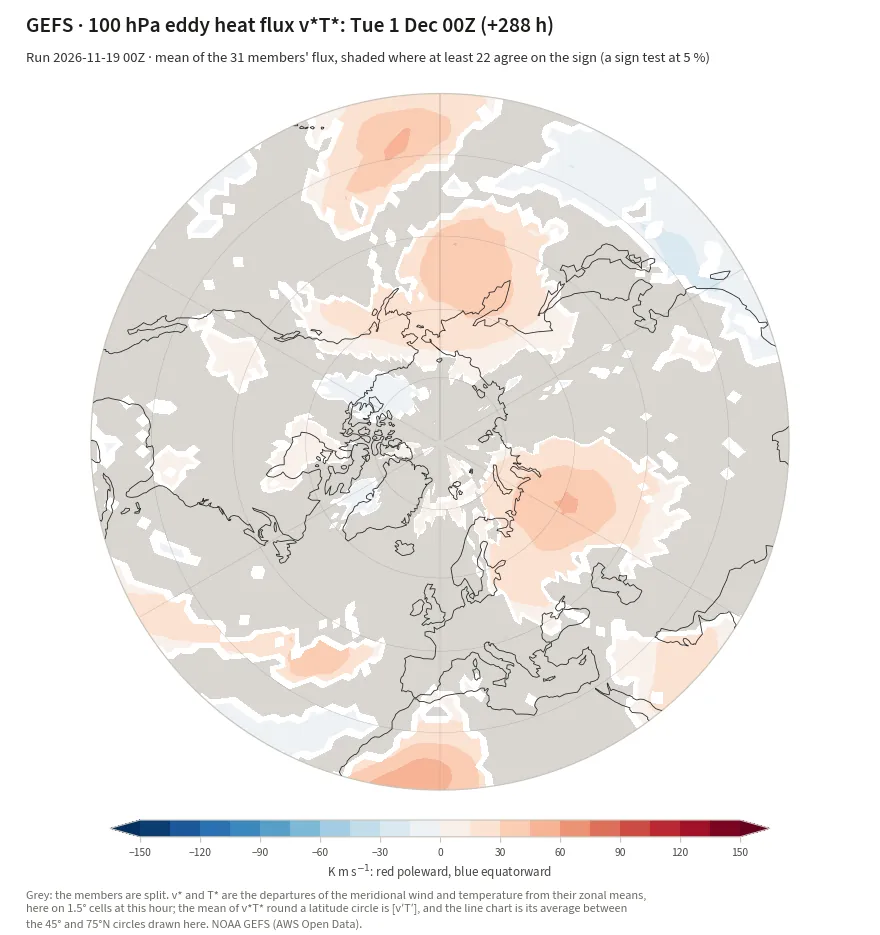 GEFS · 100 hPa eddy heat flux v*T*: Tue 1 Dec 00Z (+288 h)
Run 2026-11-19 00Z · mean of the 31 members' flux, shaded where at least 22 agree on the sign (a sign test at 5 %)
−150 −120 −90 −60 −30 0 30 60 90 120 150
K m s⁻¹: red poleward, blue equatorward
Grey: the members are split. v* and T* are the departures of the meridional wind and temperature from their zonal means,
here on 1.5° cells at this hour; the mean of v*T* round a latitude circle is [v′T′], and the line chart is its average between
the 45° and 75°N circles drawn here. NOAA GEFS (AWS Open Data).